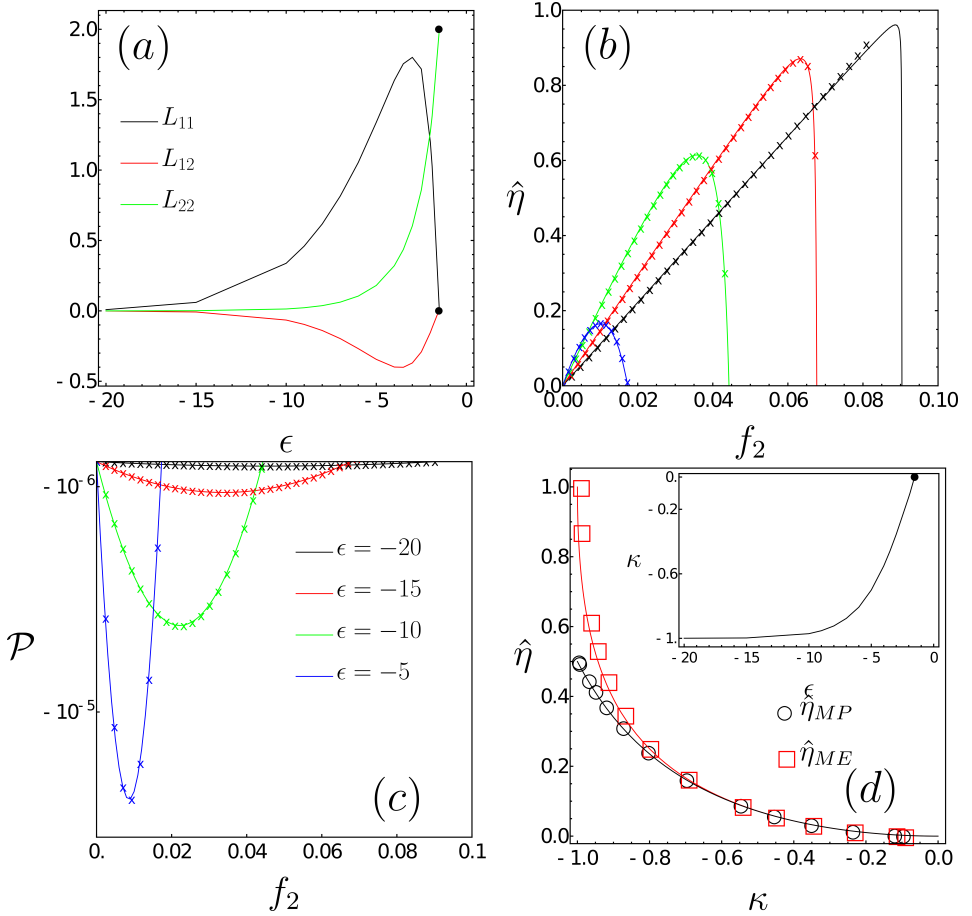 (a)
2.0
1.5
1.0
0.5
0.0
- 0.5
L11
L12
L22
- 20 - 15 - 10 - 5 0
ϵ
(b)
1.0
0.8
0.6
0.4
0.2
0.0
η̂
0.00 0.02 0.04 0.06 0.08 0.10
f2
- 10⁻⁶
- 10⁻⁵
P
ϵ = −20
ϵ = −15
ϵ = −10
ϵ = −5
(c)
0. 0.02 0.04 0.06 0.08 0.1
f2
1.0
0.8
0.6
0.4
0.2
0.0
η̂
0.
- 0.2
- 0.6
- 1.
κ
- 20 - 15 - 10 - 5 0
ϵ
η̂MP
η̂ME
(d)
- 1.0 - 0.8 - 0.6 - 0.4 - 0.2 0.0
κ